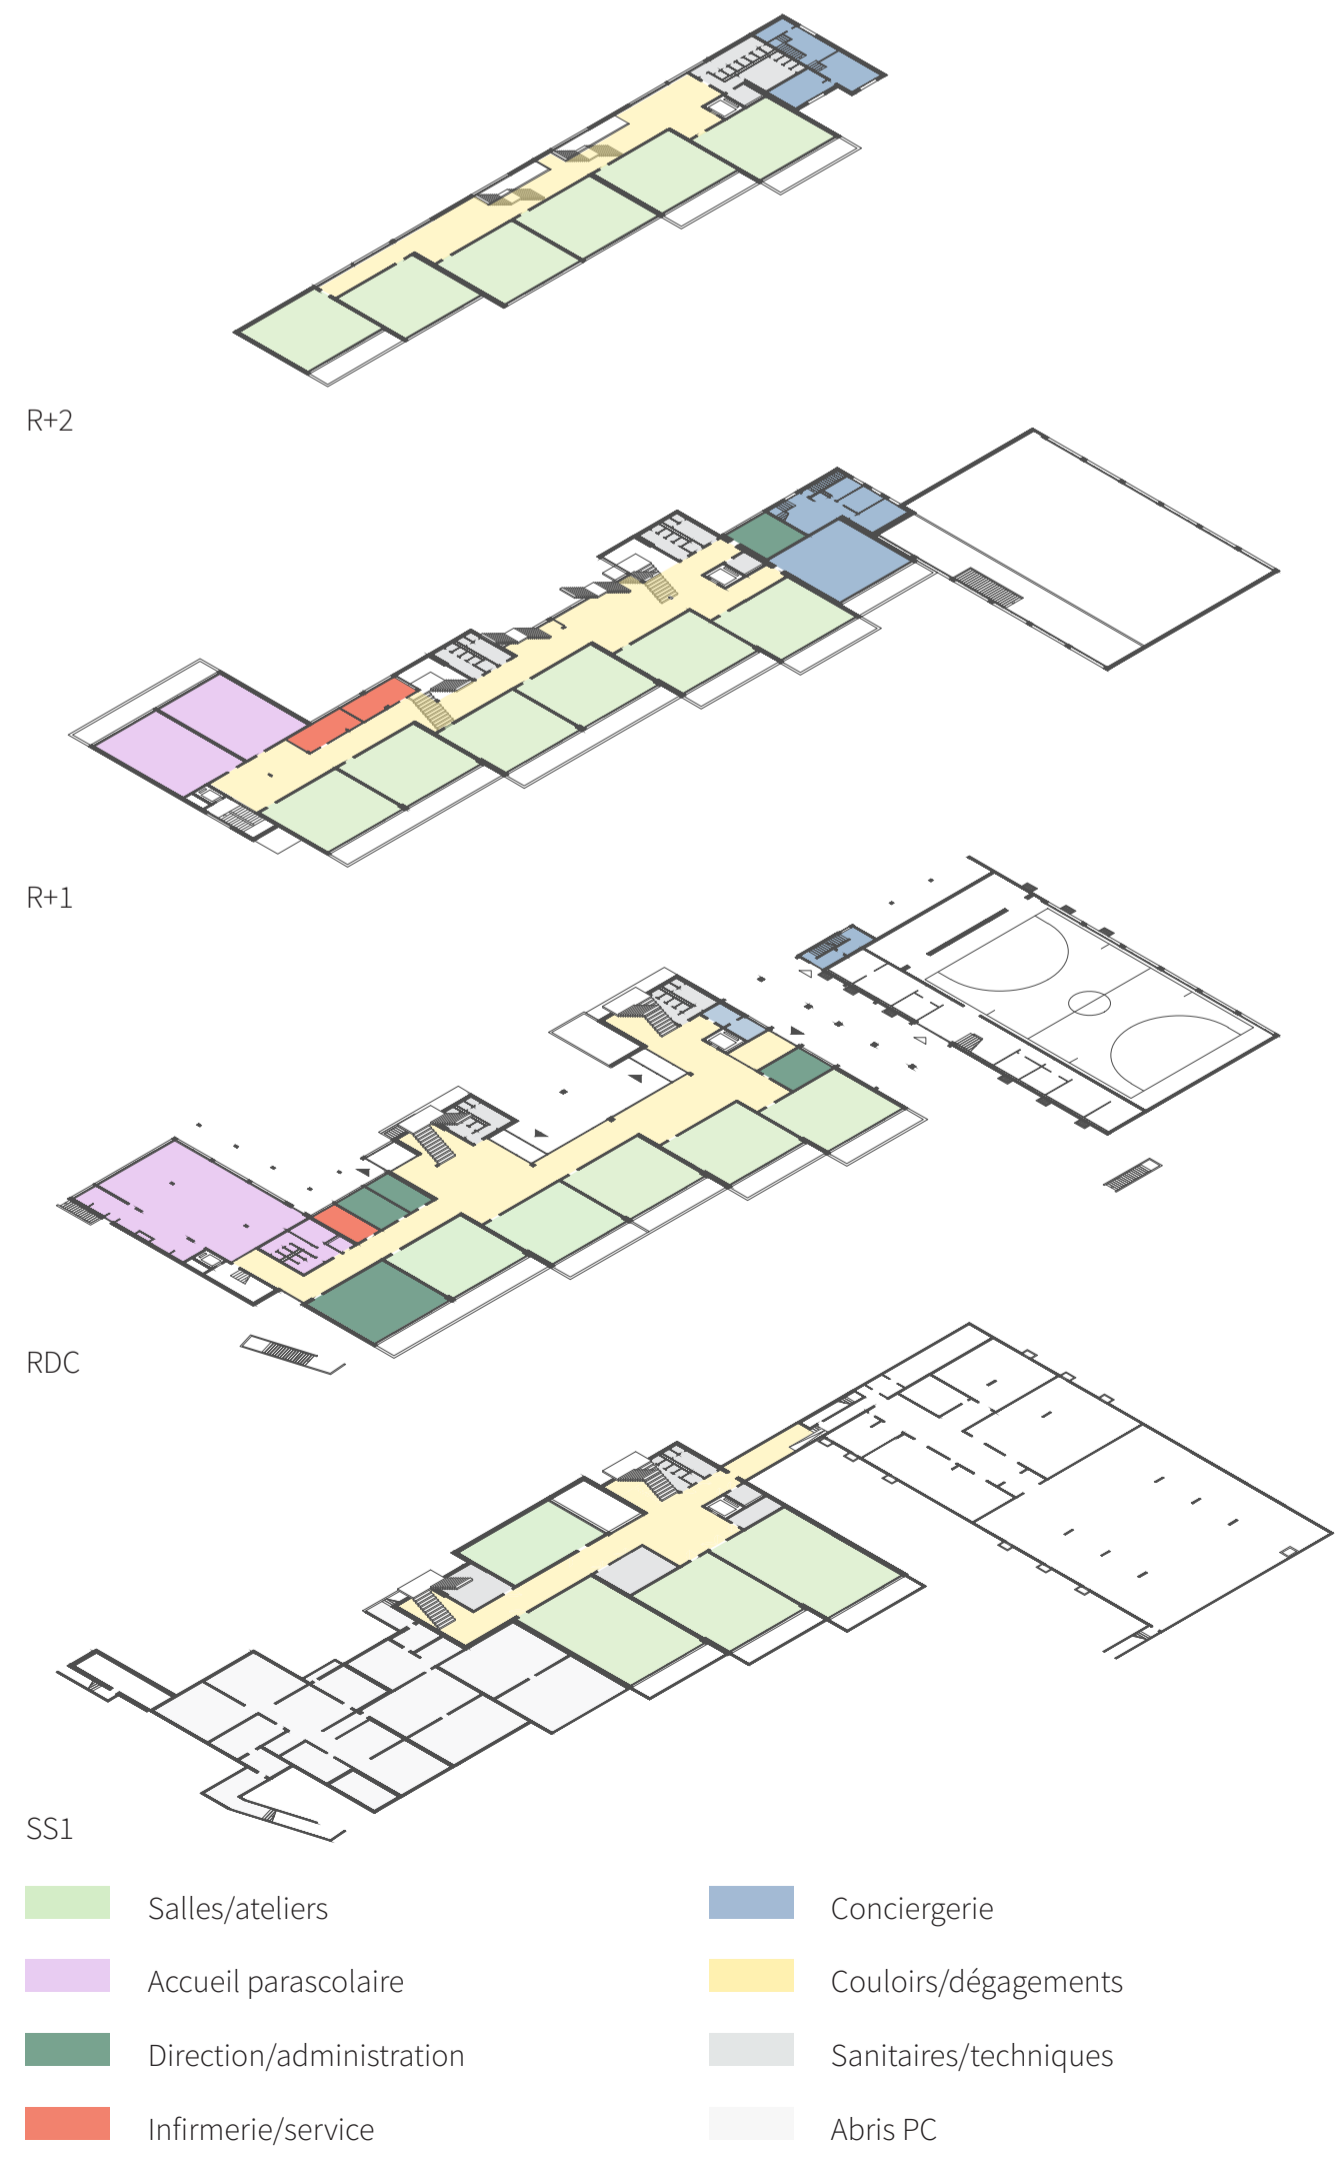 R+2
R+1
RDC
SS1
Salles/ateliers
Conciergerie
Accueil parascolaire
Couloirs/dégagements
Direction/administration
Sanitaires/techniques
Infirmerie/service
Abris PC